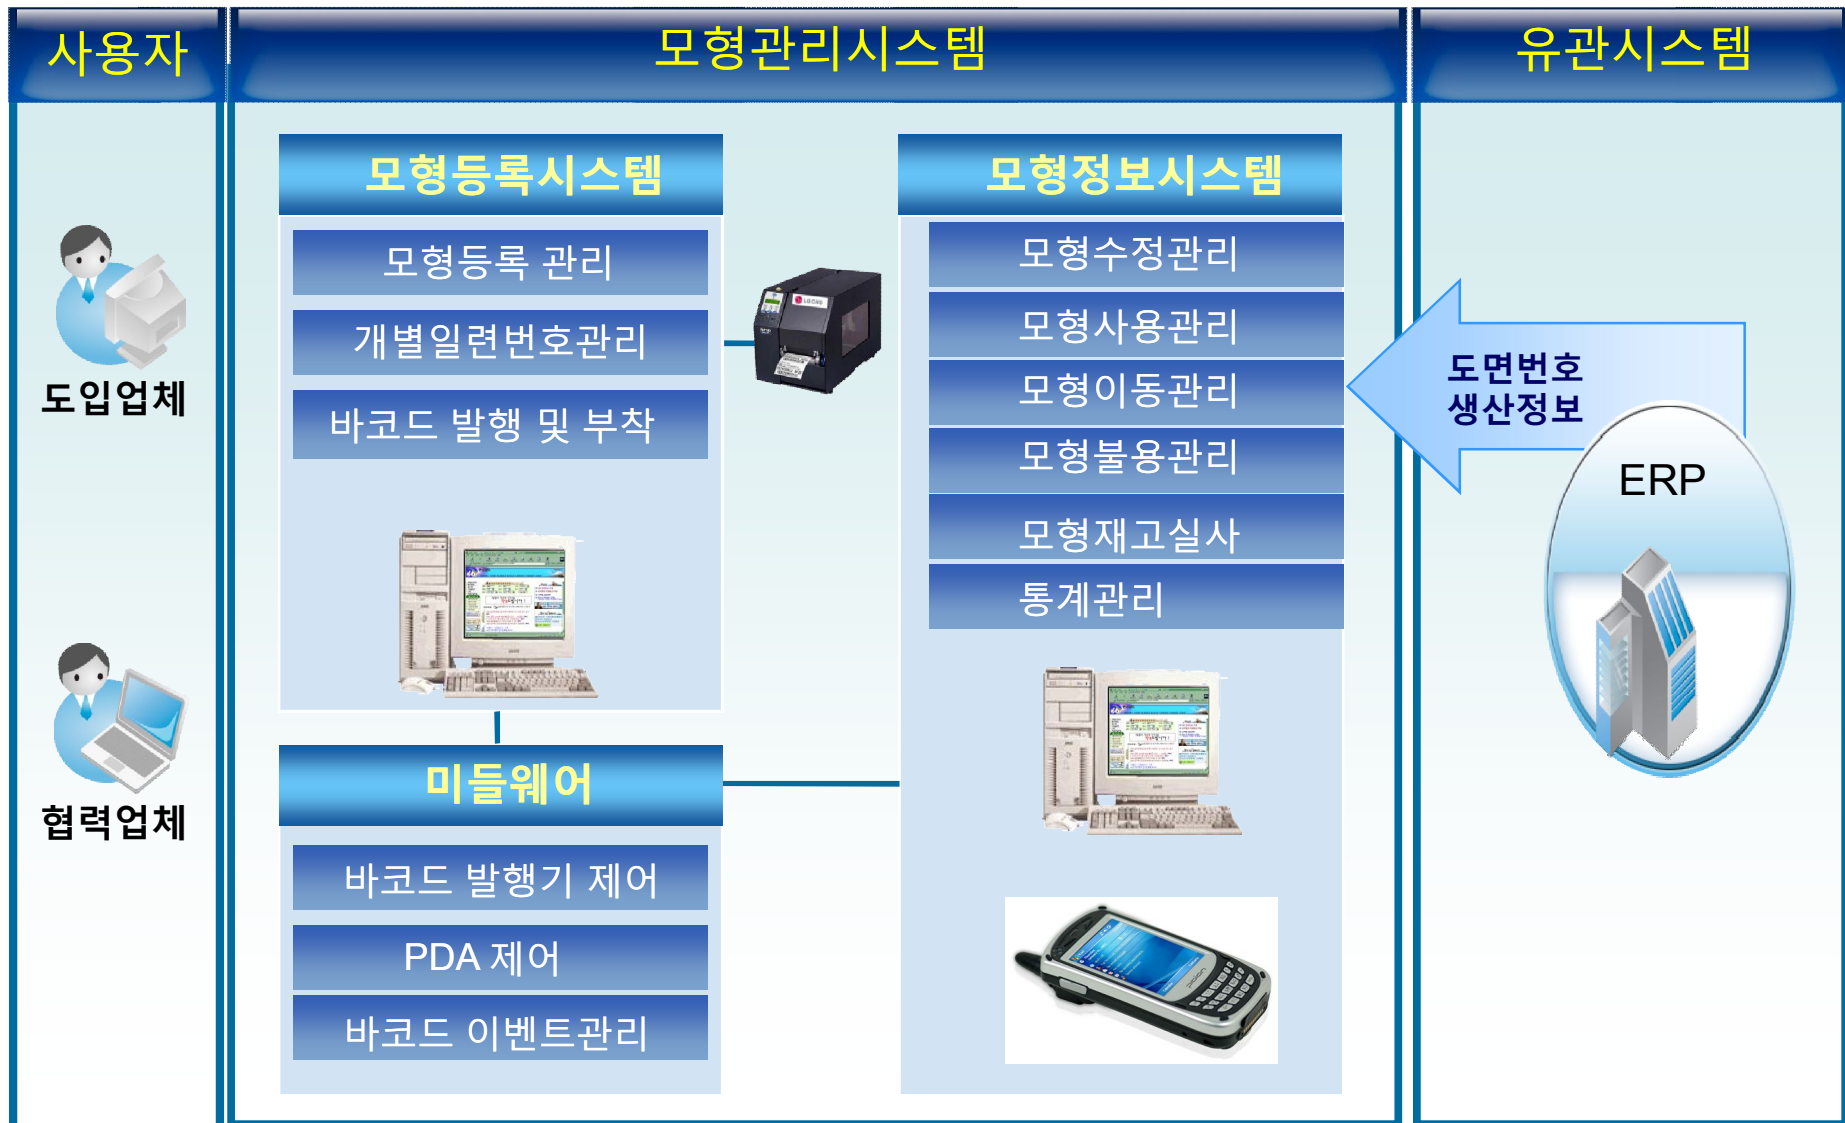 사용자
모형관리시스템
유관시스템
모형등록시스템
모형등록 관리
개별일련번호관리
바코드 발행 및 부착
모형정보시스템
모형수정관리
모형사용관리
모형이동관리
모형불용관리
모형재고실사
통계관리
미들웨어
바코드 발행기 제어
PDA 제어
바코드 이벤트관리
도입업체
협력업체
도면번호
생산정보
ERP